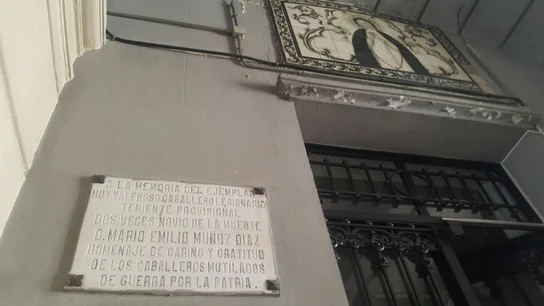 A LA MEMORIA DEL EJEMPLAR
MUY VALEROSO CABALLERO LEGIONARIO
TENIENTE PROVISIONAL
DOS VECES NOVIO DE LA MUERTE
D. MARIO EMILIO MUÑOZ DIAZ
HOMENAJE DE CARIÑO Y GRATITUD
DE LOS CABALLEROS MUTILADOS
DE GUERRA POR LA PATRIA.